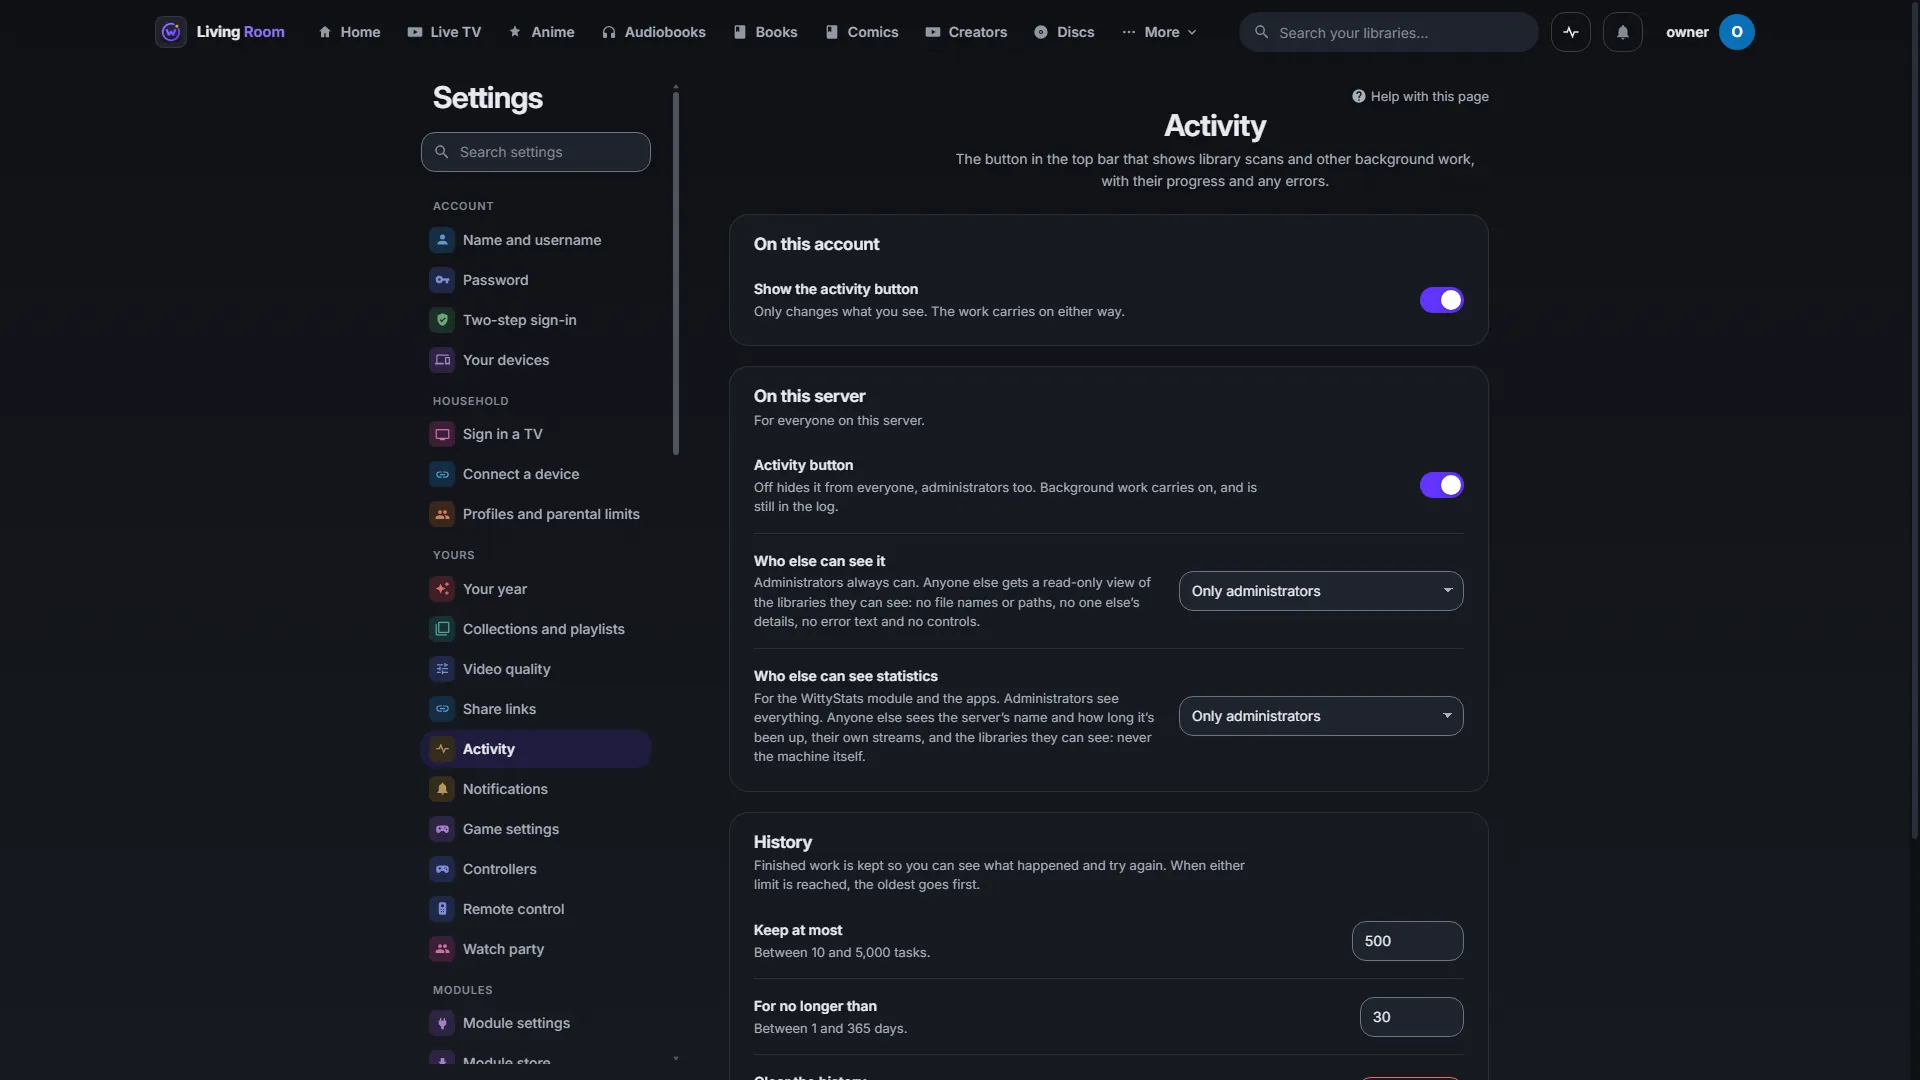 Living Room
Home
Live TV
Anime
Audiobooks
Books
Comics
Creators
Discs
More
Search your libraries...
owner
O
Settings
Search settings
ACCOUNT
Name and username
Password
Two-step sign-in
Your devices
HOUSEHOLD
Sign in a TV
Connect a device
Profiles and parental limits
YOURS
Your year
Collections and playlists
Video quality
Share links
Activity
Notifications
Game settings
Controllers
Remote control
Watch party
MODULES
Module settings
Module store
Help with this page
Activity
The button in the top bar that shows library scans and other background work,
with their progress and any errors.
On this account
Show the activity button
Only changes what you see. The work carries on either way.
On this server
For everyone on this server.
Activity button
Off hides it from everyone, administrators too. Background work carries on, and is
still in the log.
Who else can see it
Administrators always can. Anyone else gets a read-only view of
the libraries they can see: no file names or paths, no one else’s
details, no error text and no controls.
Only administrators
Who else can see statistics
For the WittyStats module and the apps. Administrators see
everything. Anyone else sees the server’s name and how long it’s
been up, their own streams, and the libraries they can see: never
the machine itself.
Only administrators
History
Finished work is kept so you can see what happened and try again. When either
limit is reached, the oldest goes first.
Keep at most
Between 10 and 5,000 tasks.
500
For no longer than
Between 1 and 365 days.
30
Clear the history